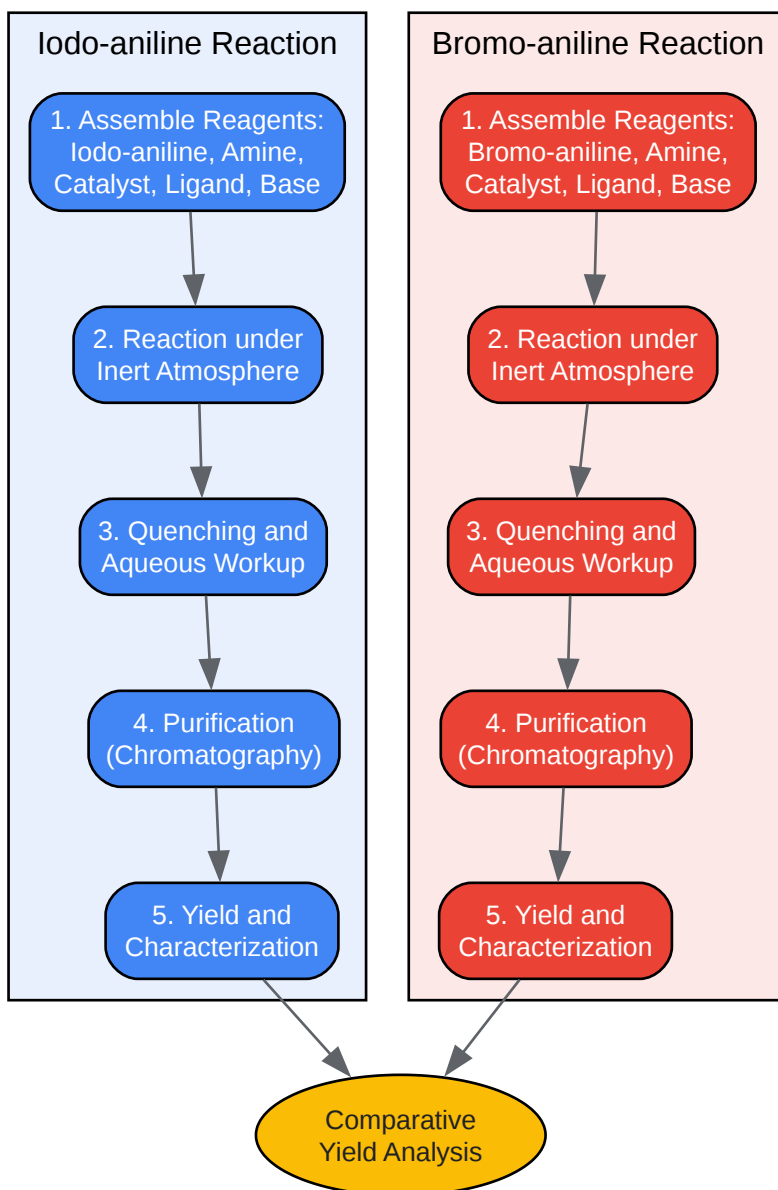 Iodo-aniline Reaction
1. Assemble Reagents:
Iodo-aniline, Amine,
Catalyst, Ligand, Base
2. Reaction under
Inert Atmosphere
3. Quenching and
Aqueous Workup
4. Purification
(Chromatography)
5. Yield and
Characterization
Bromo-aniline Reaction
1. Assemble Reagents:
Bromo-aniline, Amine,
Catalyst, Ligand, Base
2. Reaction under
Inert Atmosphere
3. Quenching and
Aqueous Workup
4. Purification
(Chromatography)
5. Yield and
Characterization
Comparative
Yield Analysis